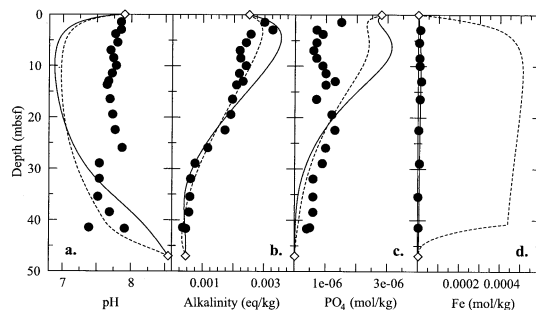 0
10
20
30
40
50
Depth (mbsf)
a.
b.
c.
d.
7 8
0.001 0.003
1e-06 3e-06
0.0002 0.0004
pH
Alkalinity (eq/kg)
PO4 (mol/kg)
Fe (mol/kg)